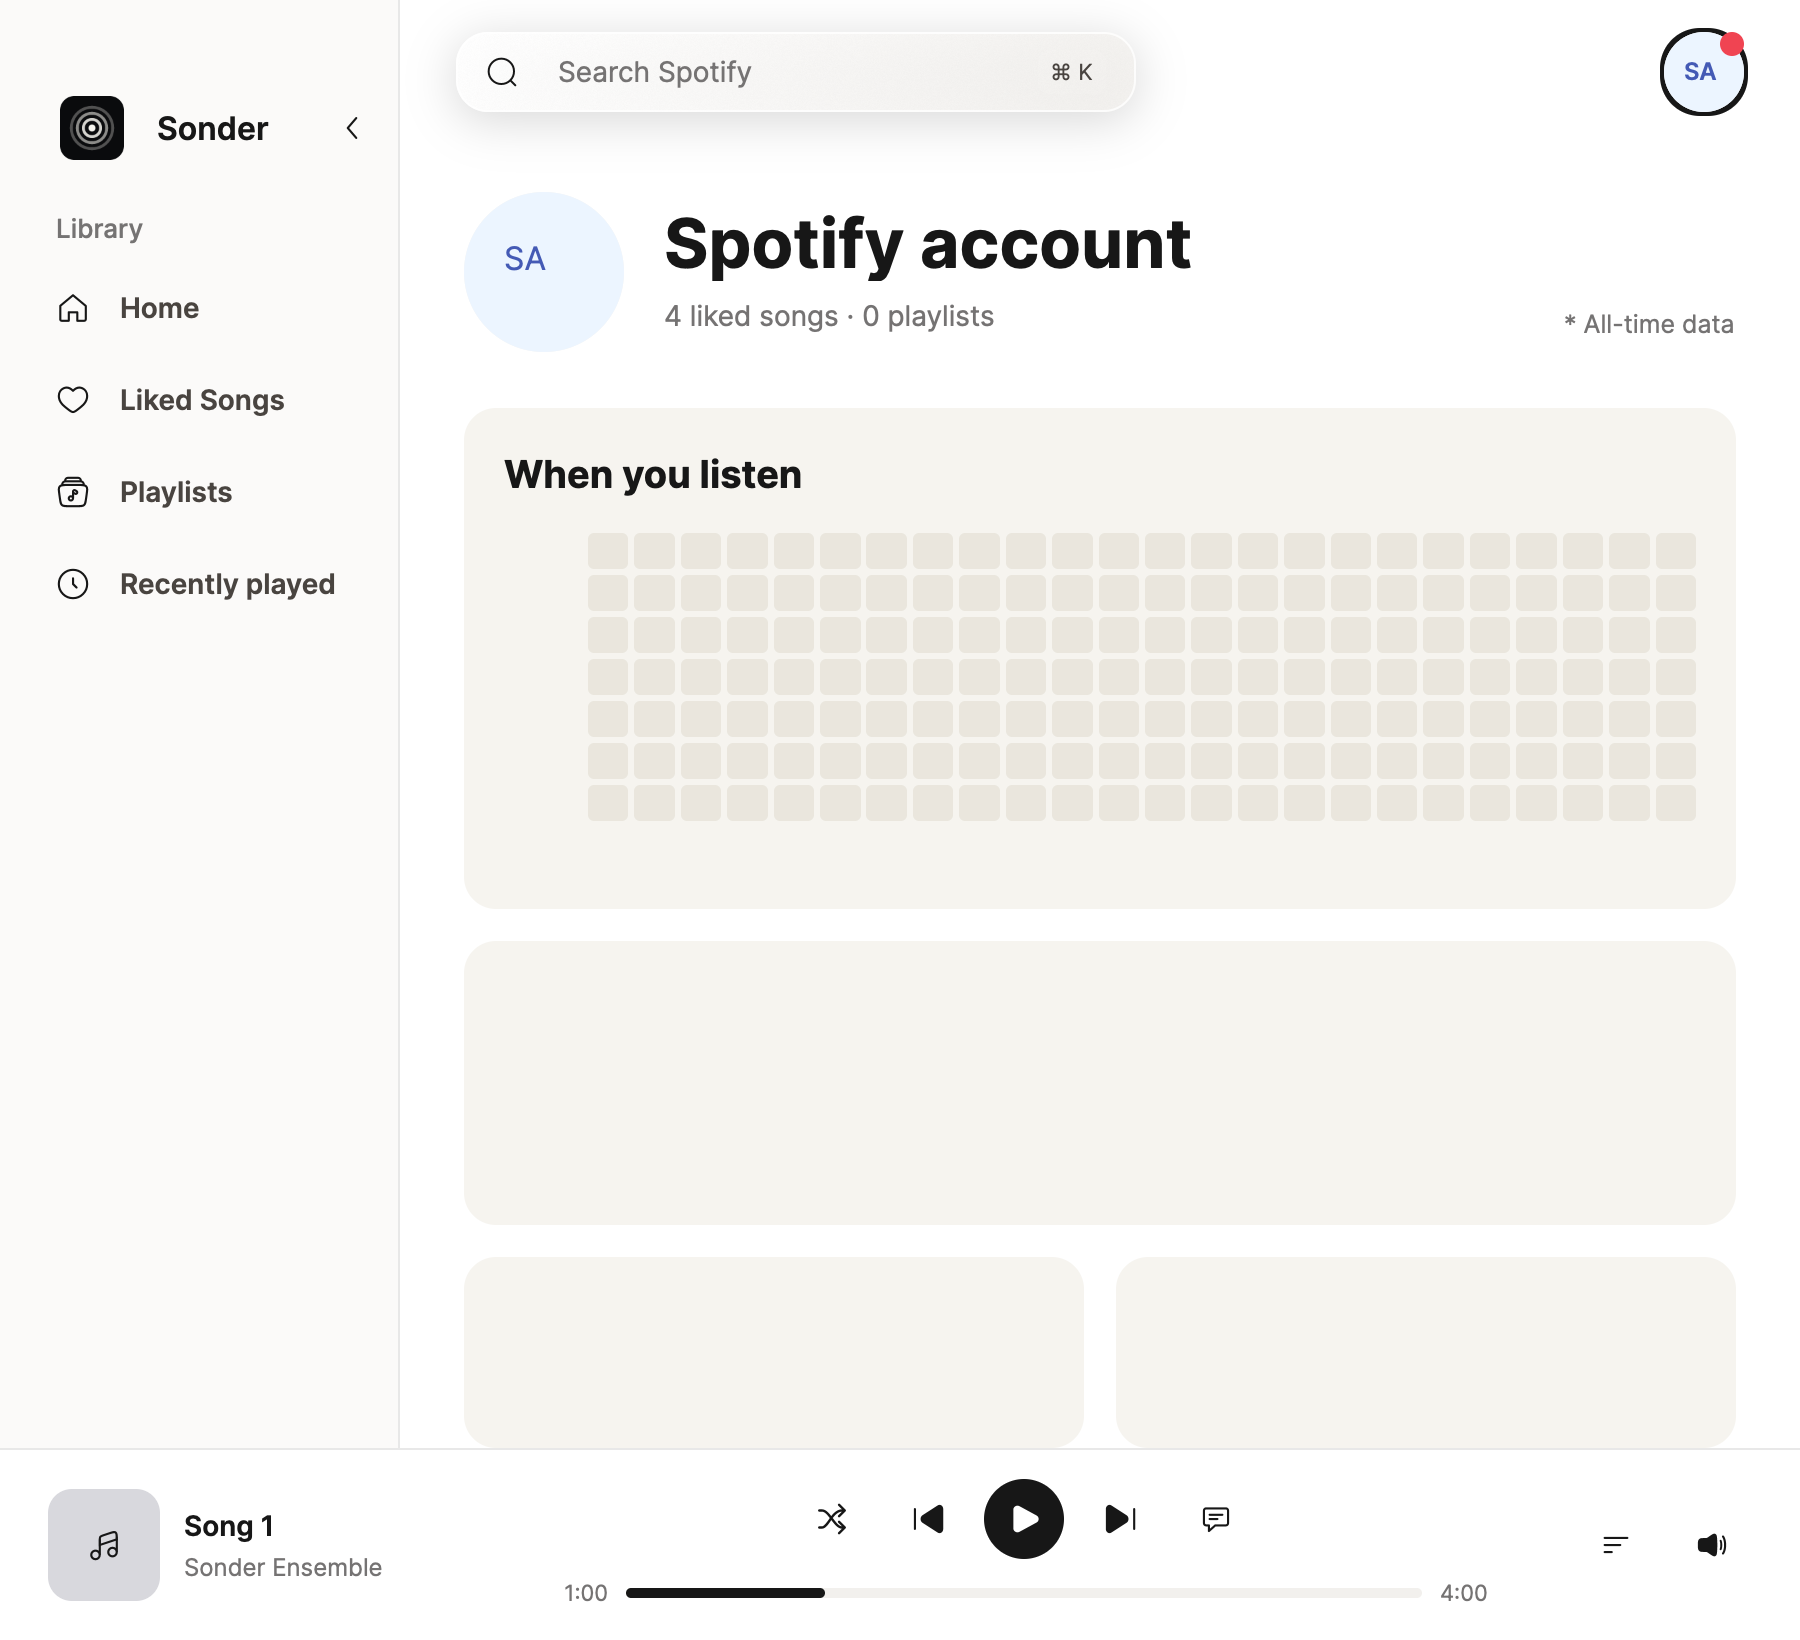 Sonder
Library
Home
Liked Songs
Playlists
Recently played
Search Spotify
⌘ K
SA
SA
Spotify account
4 liked songs · 0 playlists
* All-time data
When you listen
Song 1
Sonder Ensemble
1:00
4:00